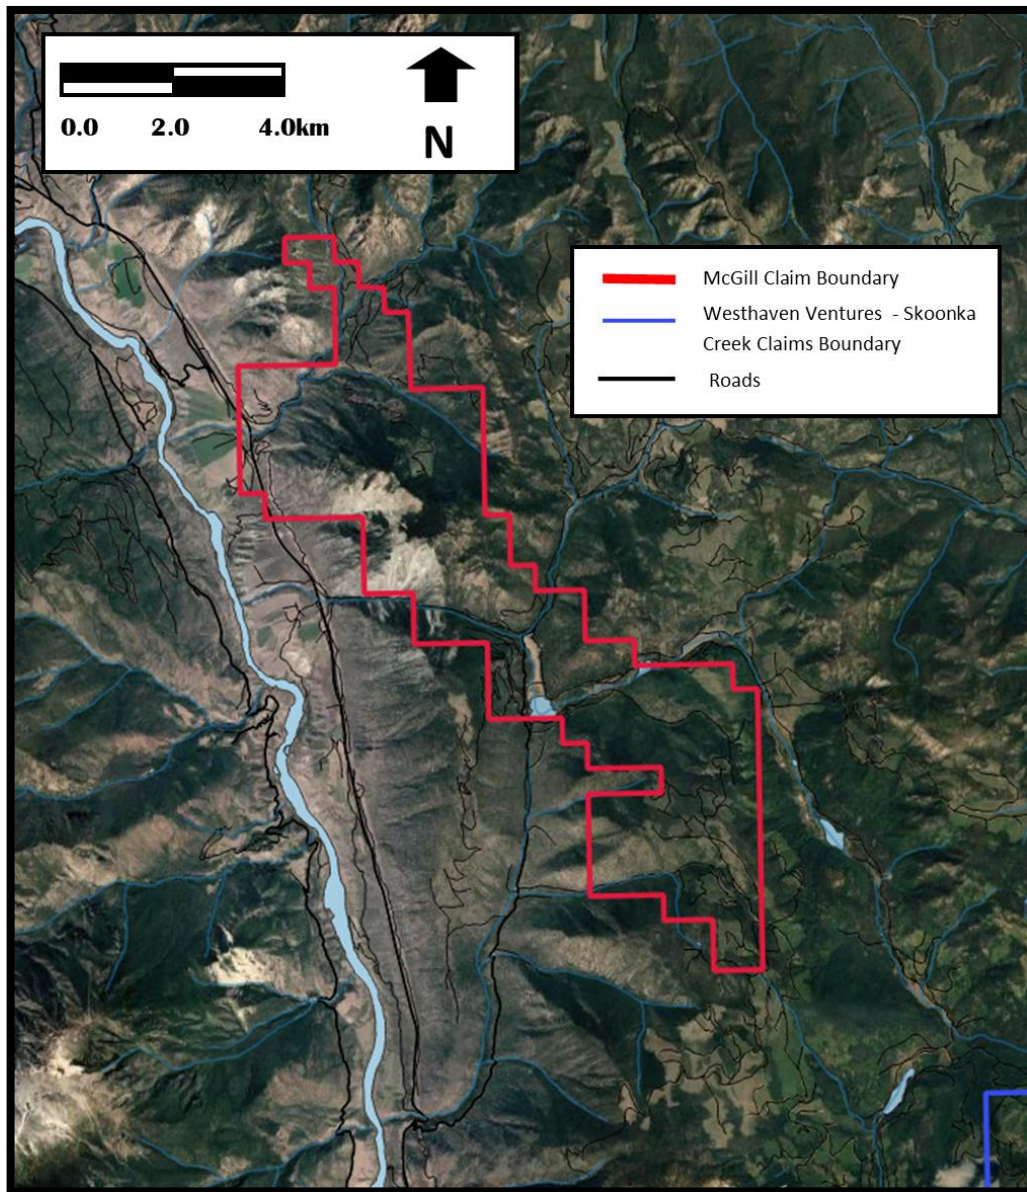 0.0 2.0 4.0km
N
McGill Claim Boundary
Westhaven Ventures - Skoonka
Creek Claims Boundary
Roads